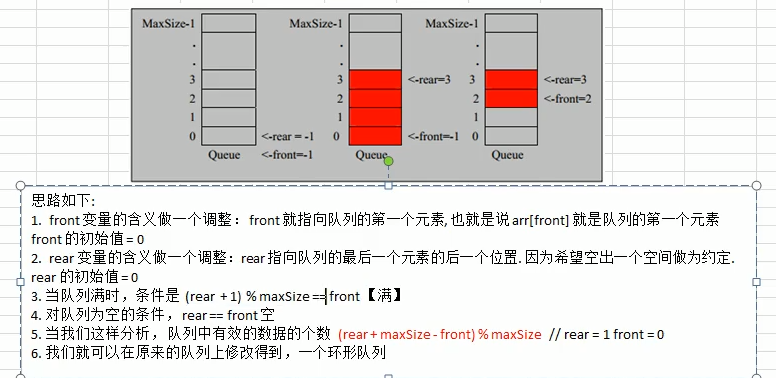 MaxSize-1 MaxSize-1 MaxSize-1
3 3 <-rear=3 3 <-rear=3
2 2 2 <-front=2
1 1 1
0 <-rear = -1 0 <-front=-1 0
Queue <-front=-1 Queue Queue
思路如下:
1. front 变量的含义做一个调整： front 就指向队列的第一个元素, 也就是说 arr[front] 就是队列的第一个元素
front 的初始值 = 0
2. rear 变量的含义做一个调整：rear 指向队列的最后一个元素的后一个位置. 因为希望空出一个空间做为约定.
rear 的初始值 = 0
3. 当队列满时，条件是 (rear + 1) % maxSize == front 【满】
4. 对队列为空的条件， rear == front 空
5. 当我们这样分析， 队列中有效的数据的个数 (rear + maxSize - front) % maxSize // rear = 1 front = 0
6. 我们就可以在原来的队列上修改得到，一个环形队列